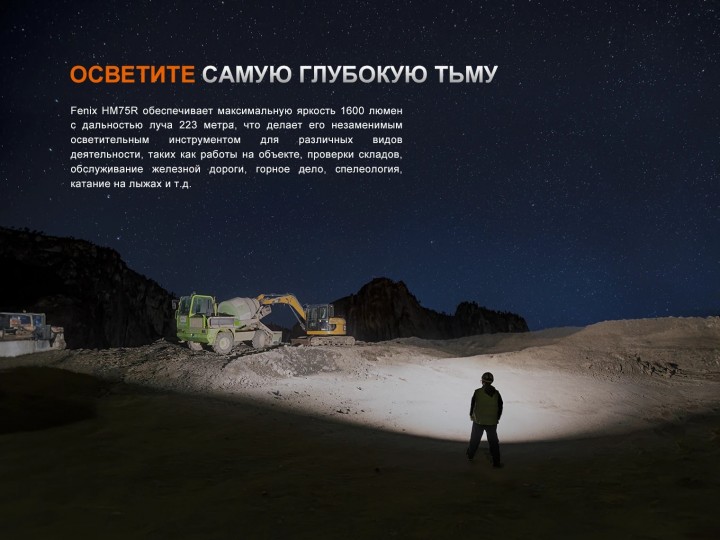 ОСВЕТИТЕ САМУЮ ГЛУБОКУЮ ТЬМУ
Fenix HM75R обеспечивает максимальную яркость 1600 люмен
с дальностью луча 223 метра, что делает его незаменимым
осветительным инструментом для различных видов
деятельности, таких как работы на объекте, проверки складов,
обслуживание железной дороги, горное дело, спелеология,
катание на лыжах и т.д.